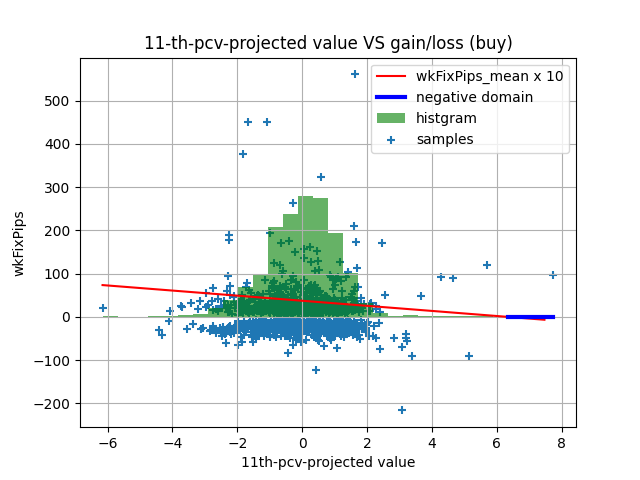 11-th-pcv-projected value VS gain/loss (buy)
wkFixPips_mean x 10
negative domain
histgram
samples
wkFixPips
500
400
300
200
100
0
−100
−200
−6 −4 −2 0 2 4 6 8
11th-pcv-projected value